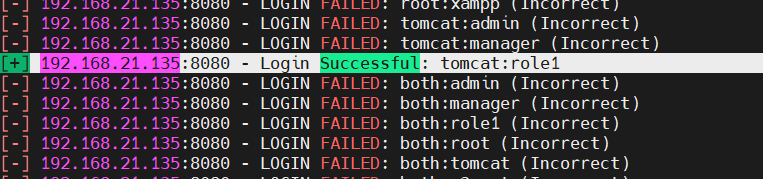 [-] 192.168.21.135:8080 - LOGIN FAILED: root:xampp (Incorrect)
[-] 192.168.21.135:8080 - LOGIN FAILED: tomcat:admin (Incorrect)
[-] 192.168.21.135:8080 - LOGIN FAILED: tomcat:manager (Incorrect)
[+] 192.168.21.135:8080 - Login Successful: tomcat:role1
[-] 192.168.21.135:8080 - LOGIN FAILED: both:admin (Incorrect)
[-] 192.168.21.135:8080 - LOGIN FAILED: both:manager (Incorrect)
[-] 192.168.21.135:8080 - LOGIN FAILED: both:role1 (Incorrect)
[-] 192.168.21.135:8080 - LOGIN FAILED: both:root (Incorrect)
[-] 192.168.21.135:8080 - LOGIN FAILED: both:tomcat (Incorrect)